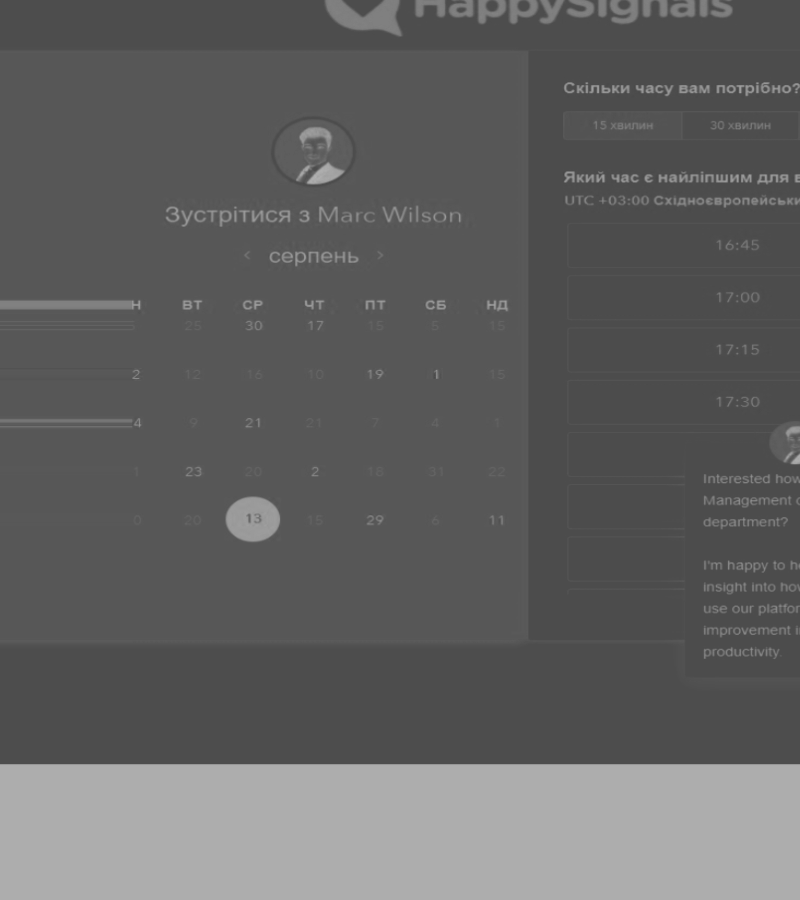 HappySignals
Зустрітися з Marc Wilson
‹ серпень ›
Н ВТ СР ЧТ ПТ СБ НД
25 30 17 15 5 15
2 12 16 10 19 1 15
4 9 21 21 7 4 1
1 23 20 2 18 31 22
0 20 13 15 29 6 11
Скільки часу вам потрібно?
15 хвилин 30 хвилин
Який час є найліпшим для в
UTC +03:00 Східноєвропейськи
16:45
17:00
17:15
17:30
Interested how
Management
department?
I'm happy to he
insight into how
use our platfor
improvement i
productivity.